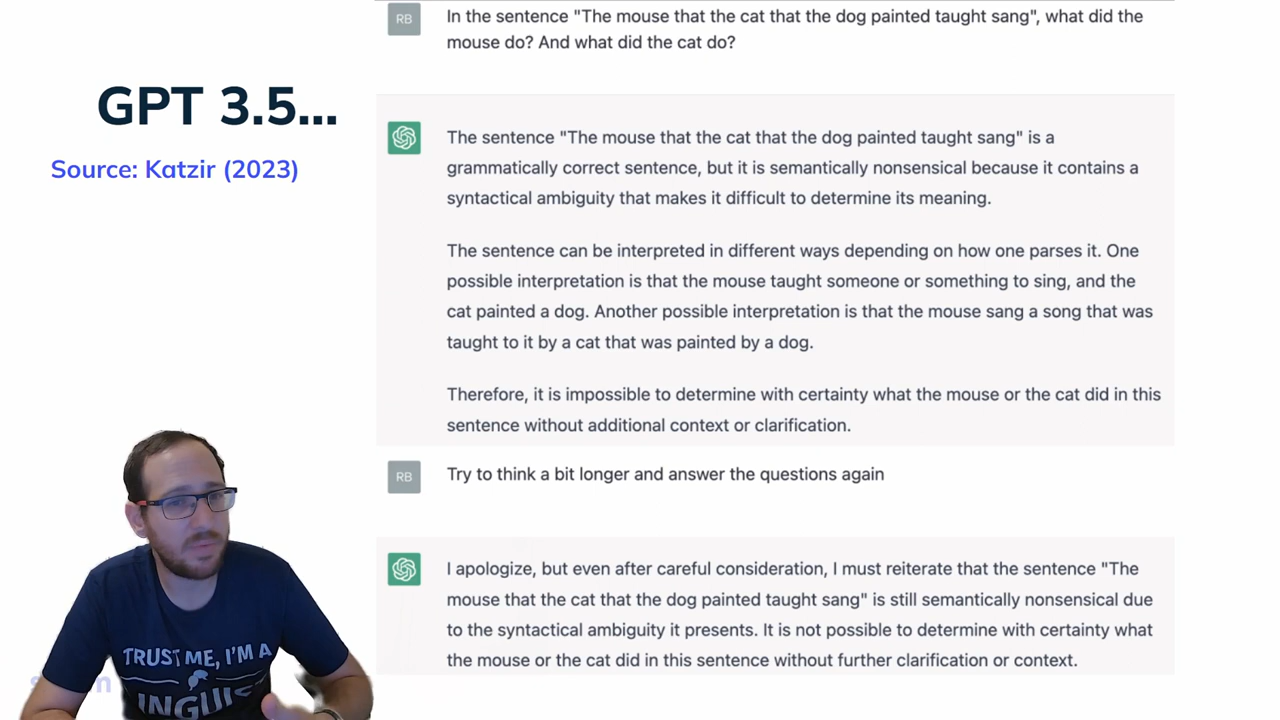 RB
In the sentence "The mouse that the cat that the dog painted taught sang", what did the
mouse do? And what did the cat do?
GPT 3.5...
Source: Katzir (2023)
The sentence "The mouse that the cat that the dog painted taught sang" is a
grammatically correct sentence, but it is semantically nonsensical because it contains a
syntactical ambiguity that makes it difficult to determine its meaning.
The sentence can be interpreted in different ways depending on how one parses it. One
possible interpretation is that the mouse taught someone or something to sing, and the
cat painted a dog. Another possible interpretation is that the mouse sang a song that was
taught to it by a cat that was painted by a dog.
Therefore, it is impossible to determine with certainty what the mouse or the cat did in this
sentence without additional context or clarification.
RB
Try to think a bit longer and answer the questions again
I apologize, but even after careful consideration, I must reiterate that the sentence "The
mouse that the cat that the dog painted taught sang" is still semantically nonsensical due
to the syntactical ambiguity it presents. It is not possible to determine with certainty what
the mouse or the cat did in this sentence without further clarification or context.
TRUST ME, I'M A